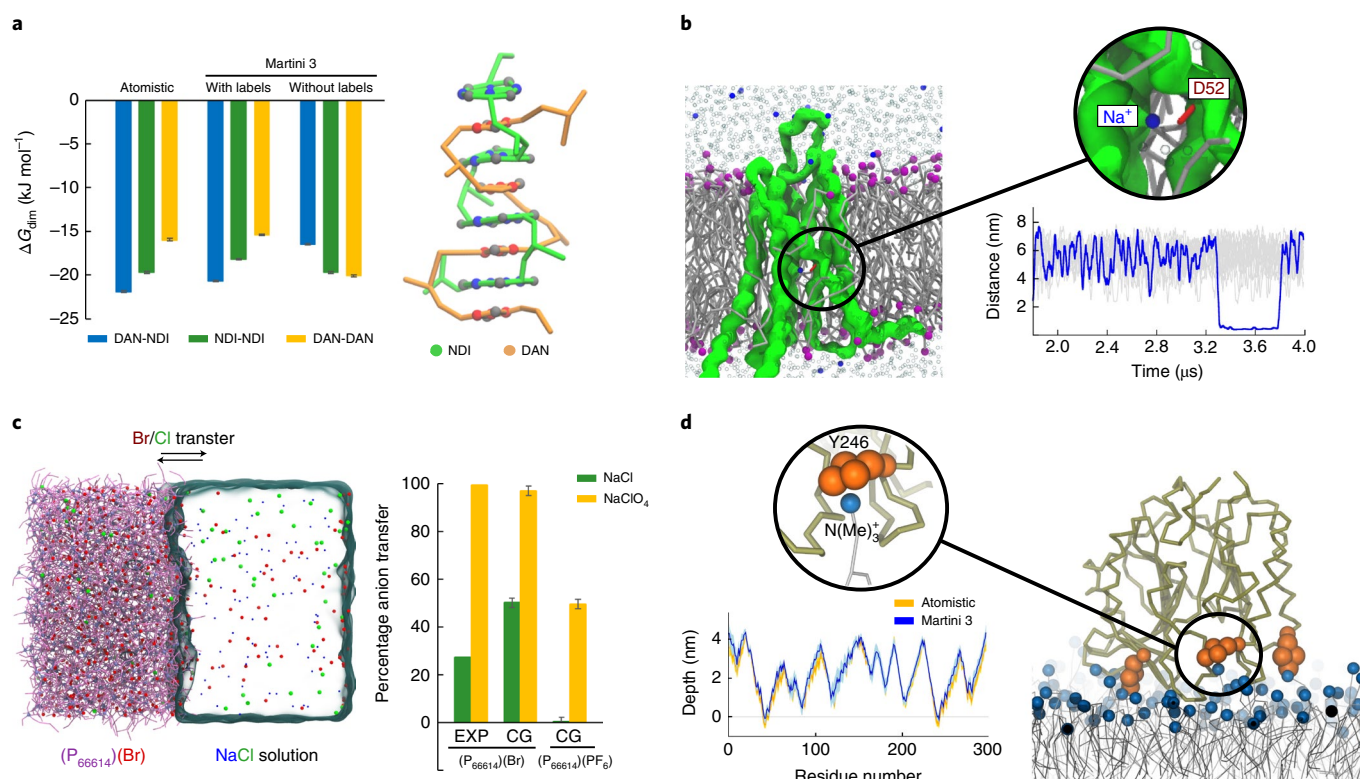 a
Martini 3
Atomistic
With labels
Without labels
0
−5
−10
−15
−20
−25
ΔG_dim (kJ mol⁻¹)
DAN-NDI
NDI-NDI
DAN-DAN
NDI
DAN
b
Na⁺
D52
8
6
4
2
Distance (nm)
1.8 2.0 2.4 2.8 3.2 3.6 4.0
Time (μs)
c
Br/Cl transter
(P₆₆₆₁₄)(Br)
NaCl solution
NaCl
NaClO₄
100
80
60
40
20
0
Percentage anion transfer
EXP CG CG
(P₆₆₆₁₄)(Br) (P₆₆₆₁₄)(PF₆)
d
Y246
N(Me)₃⁺
Atomistic
Martini 3
4
2
0
Depth (nm)
0 100 200 300
Residue number